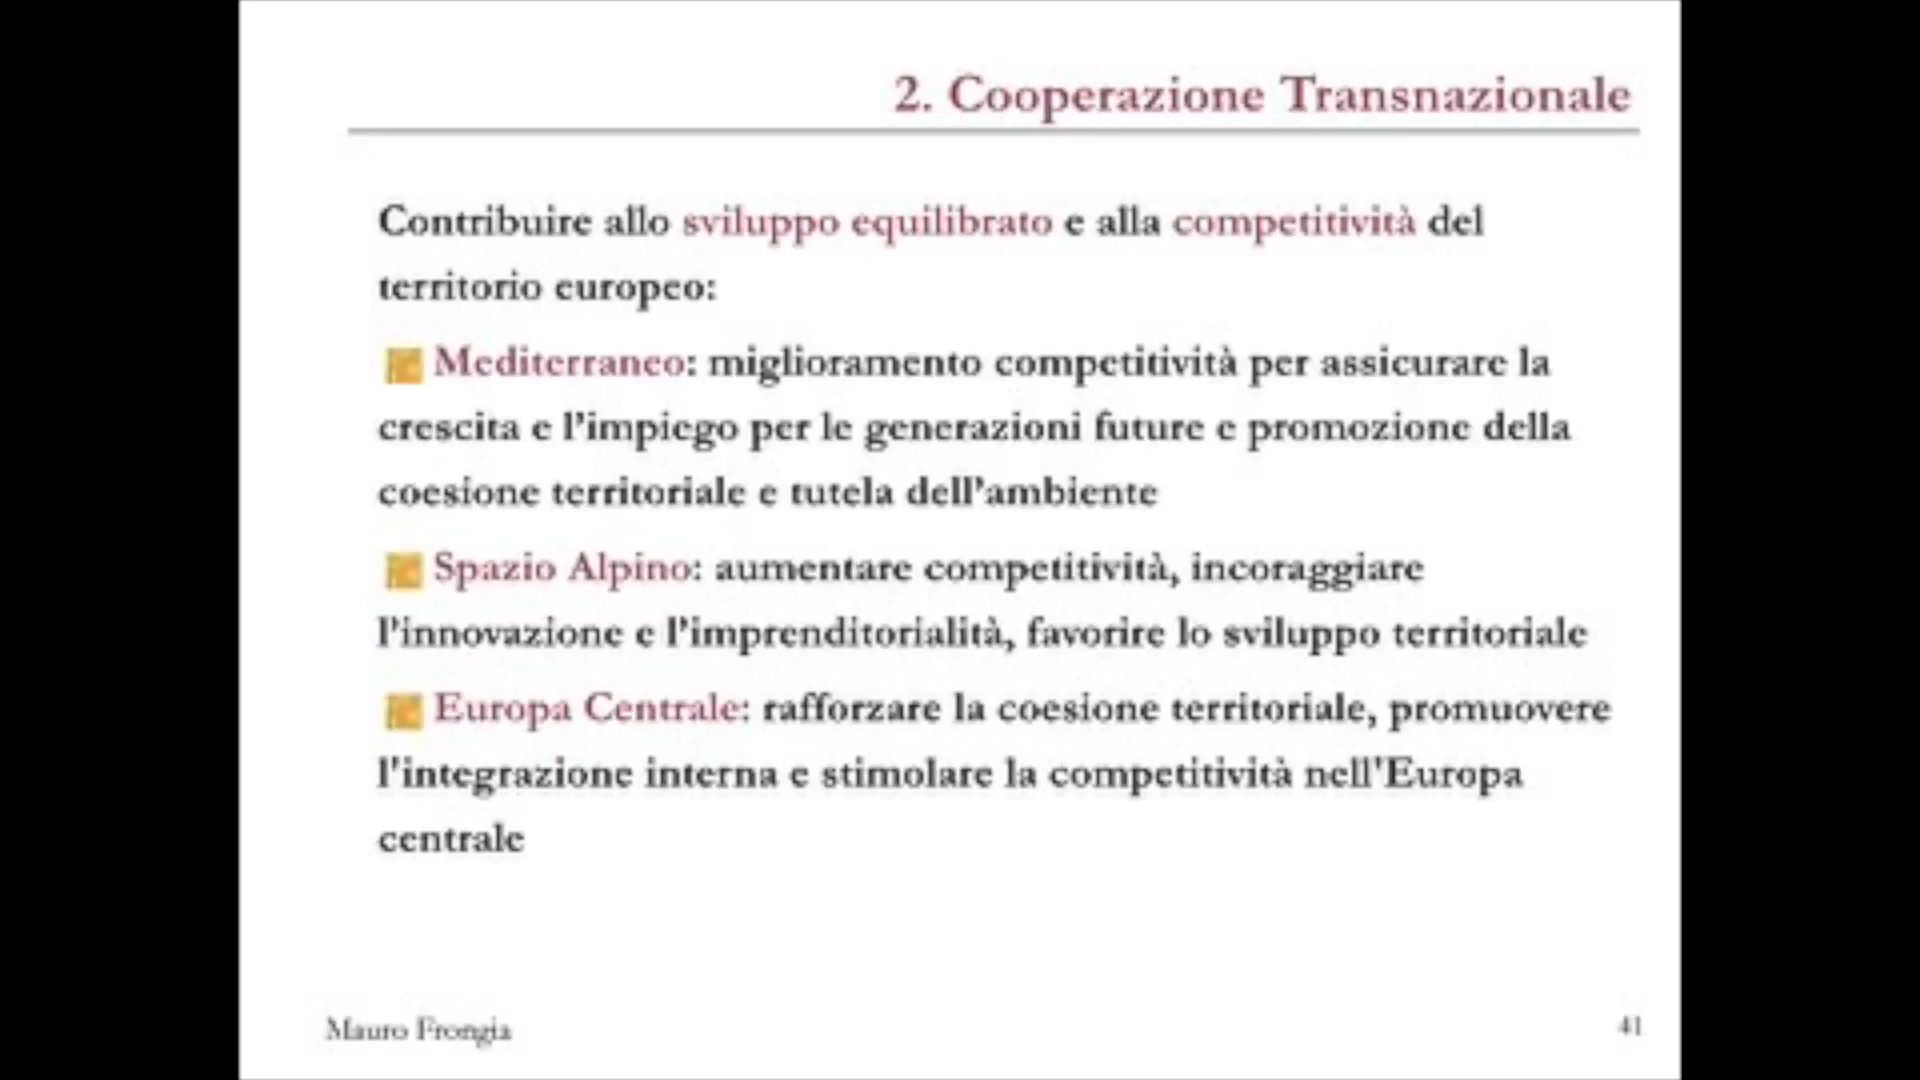 2. Cooperazione Transnazionale
Contribuire allo sviluppo equilibrato e alla competitività del
territorio europeo:
Mediterraneo: miglioramento competitività per assicurare la
crescita e l'impiego per le generazioni future e promozione della
coesione territoriale e tutela dell'ambiente
Spazio Alpino: aumentare competitività, incoraggiare
l'innovazione e l'imprenditorialità, favorire lo sviluppo territoriale
Europa Centrale: rafforzare la coesione territoriale, promuovere
l'integrazione interna e stimolare la competitività nell'Europa
centrale
Mauro Frongia
41